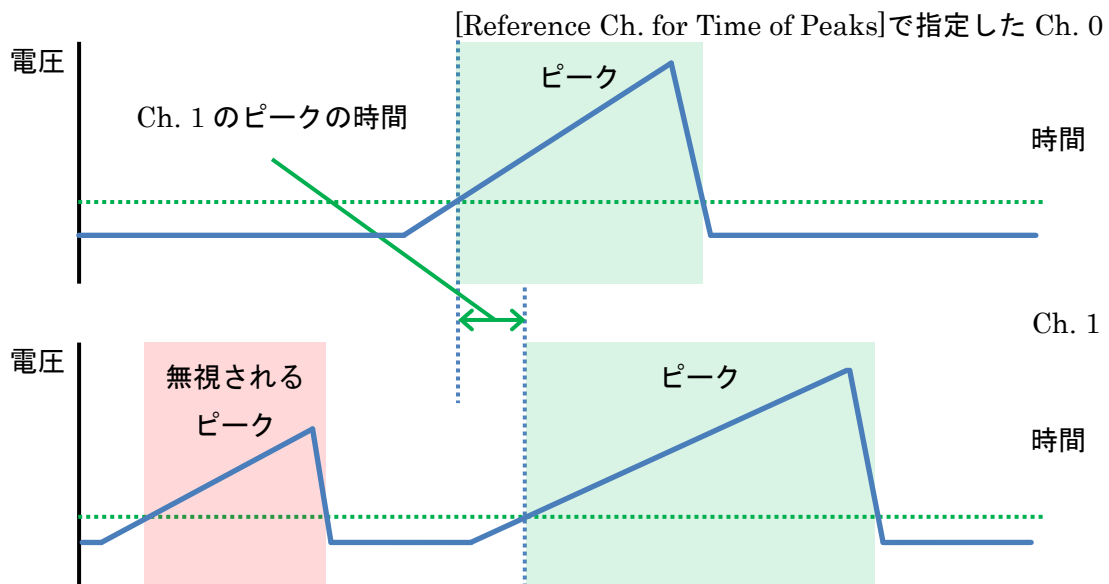 [Reference Ch. for Time of Peaks]で指定した Ch. 0
電圧
ピーク
Ch. 1 のピークの時間
時間
Ch. 1
電圧
無視される
ピーク
ピーク
時間